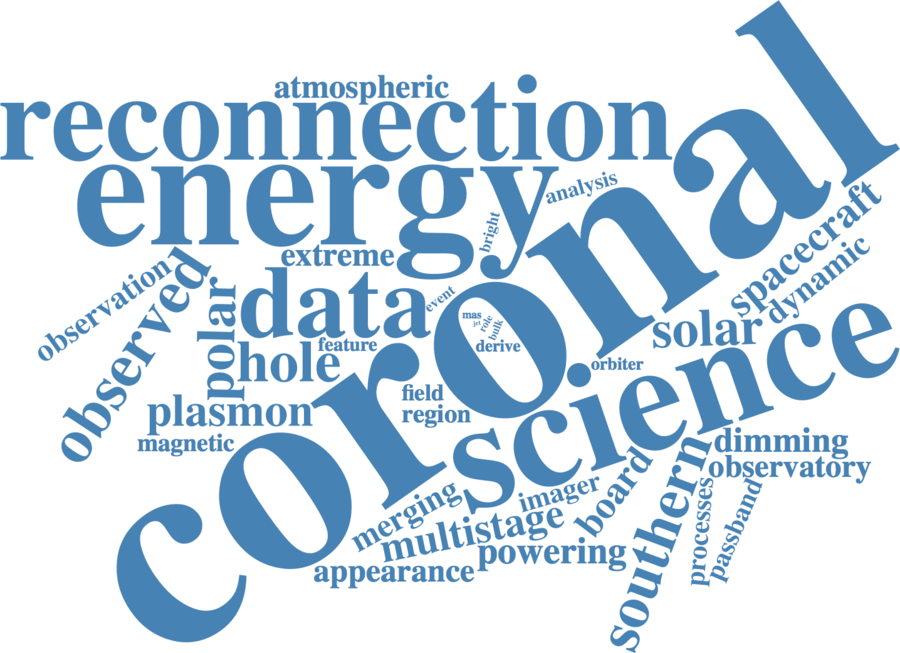 atmospheric
reconnection
energy
coronal
analysis
bright
extreme
spacecraft
dynamic
observation
observed
polar
data
event
mas
jet
role
bulk
derive
solar
science
feature
hole
orbiter
field
region
plasmon
magnetic
dimming
observatory
southern
board
imager
merging
multistage
powering
appearance
processes
passband